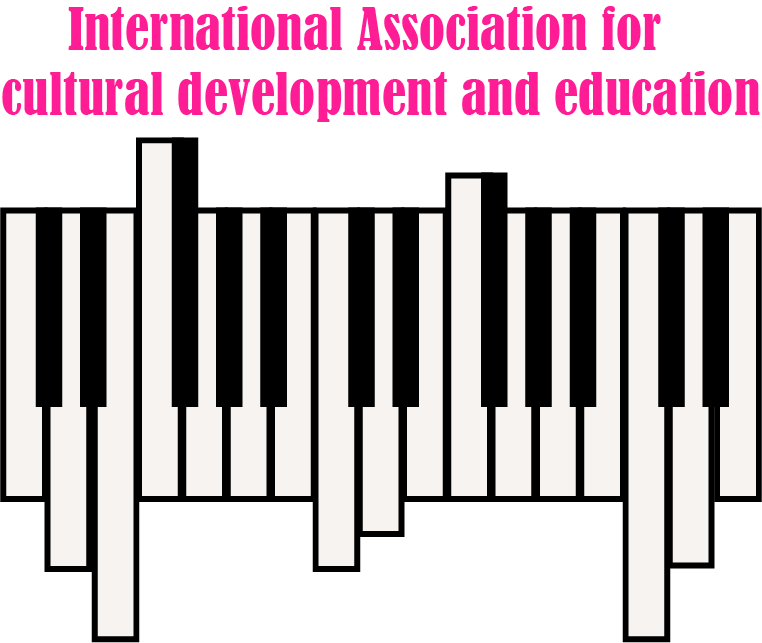 International Association for
cultural development and education